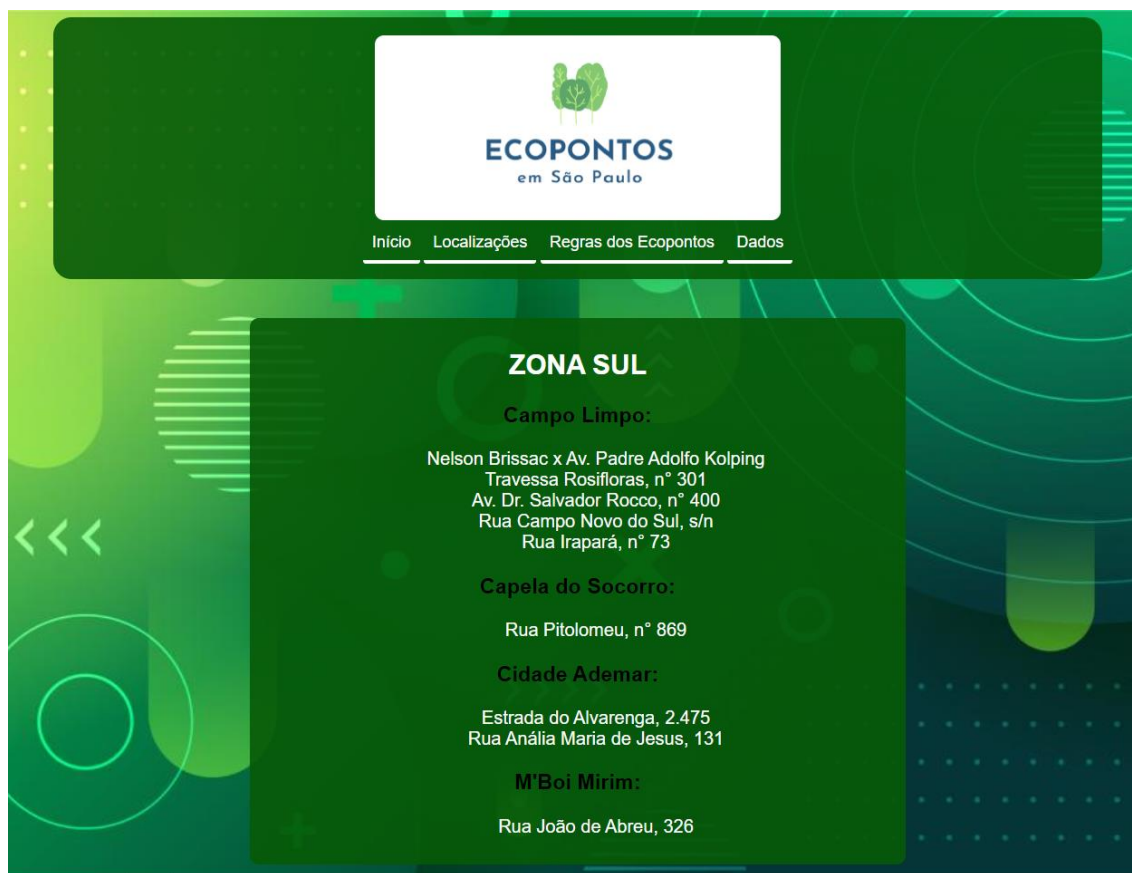 ECOPONTOS
em São Paulo
Início Localizações Regras dos Ecopontos Dados
ZONA SUL
Campo Limpo:
Nelson Brissac x Av. Padre Adolfo Kolping
Travessa Rosifloras, n° 301
Av. Dr. Salvador Rocco, n° 400
Rua Campo Novo do Sul, s/n
Rua Irapará, n° 73
Capela do Socorro:
Rua Pitolomeu, n° 869
Cidade Ademar:
Estrada do Alvarenga, 2.475
Rua Anália Maria de Jesus, 131
M'Boi Mirim:
Rua João de Abreu, 326